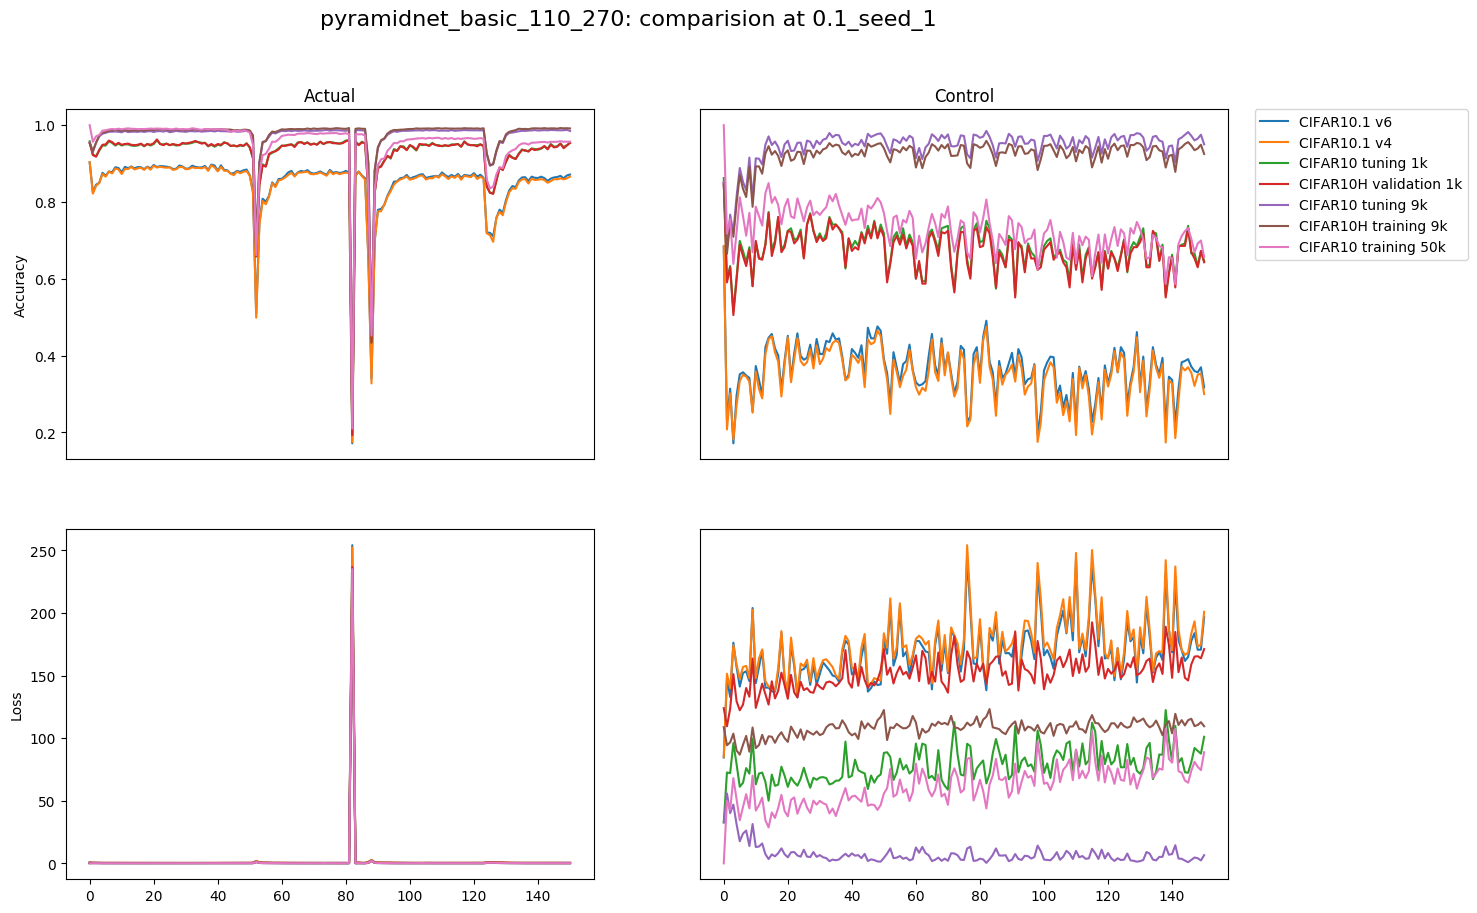 pyramidnet_basic_110_270: comparision at 0.1_seed_1
Actual
Control
Accuracy
1.0
0.8
0.6
0.4
0.2
CIFAR10.1 v6
CIFAR10.1 v4
CIFAR10 tuning 1k
CIFAR10H validation 1k
CIFAR10 tuning 9k
CIFAR10H training 9k
CIFAR10 training 50k
Loss
250
200
150
100
50
0
0 20 40 60 80 100 120 140
0 20 40 60 80 100 120 140